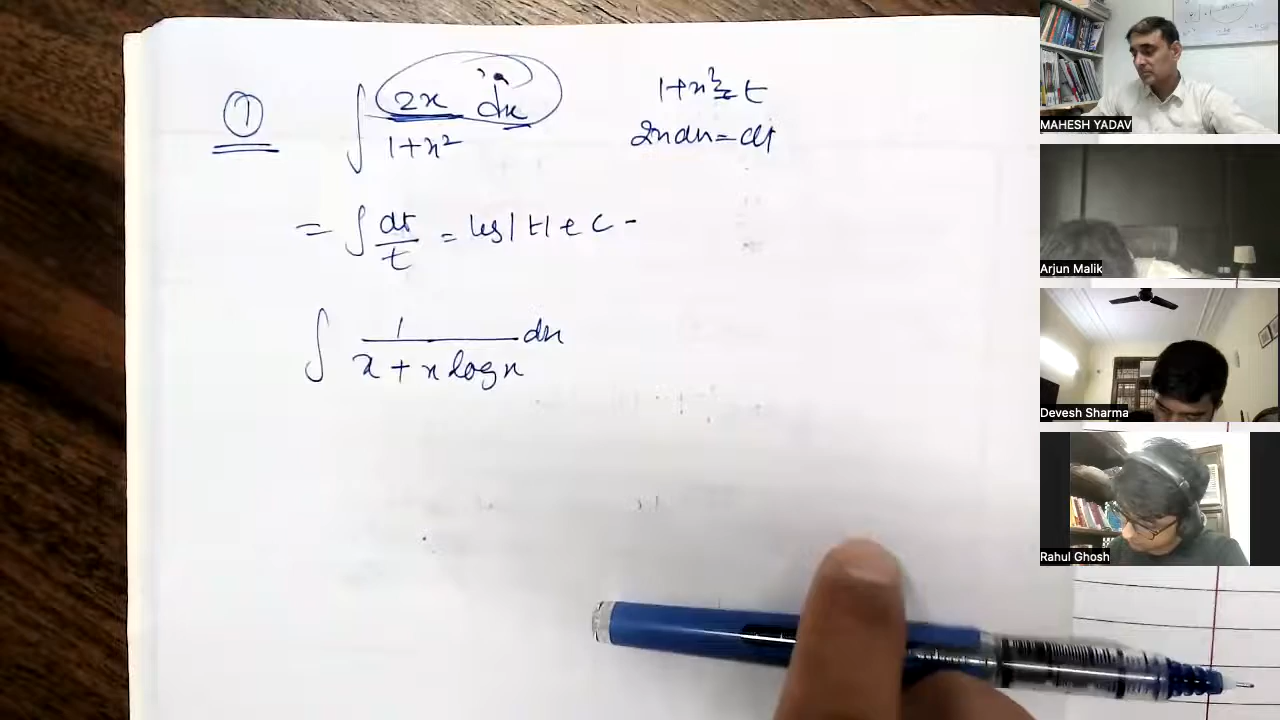 ① ∫ 2x dx / 1+x²
1+x² = t
2x dx = dt
= ∫ dt/t = log|t| + C -
∫ 1/(x + x log x) dx
MAHESH YADAV
Arjun Malik
Devesh Sharma
Rahul Ghosh